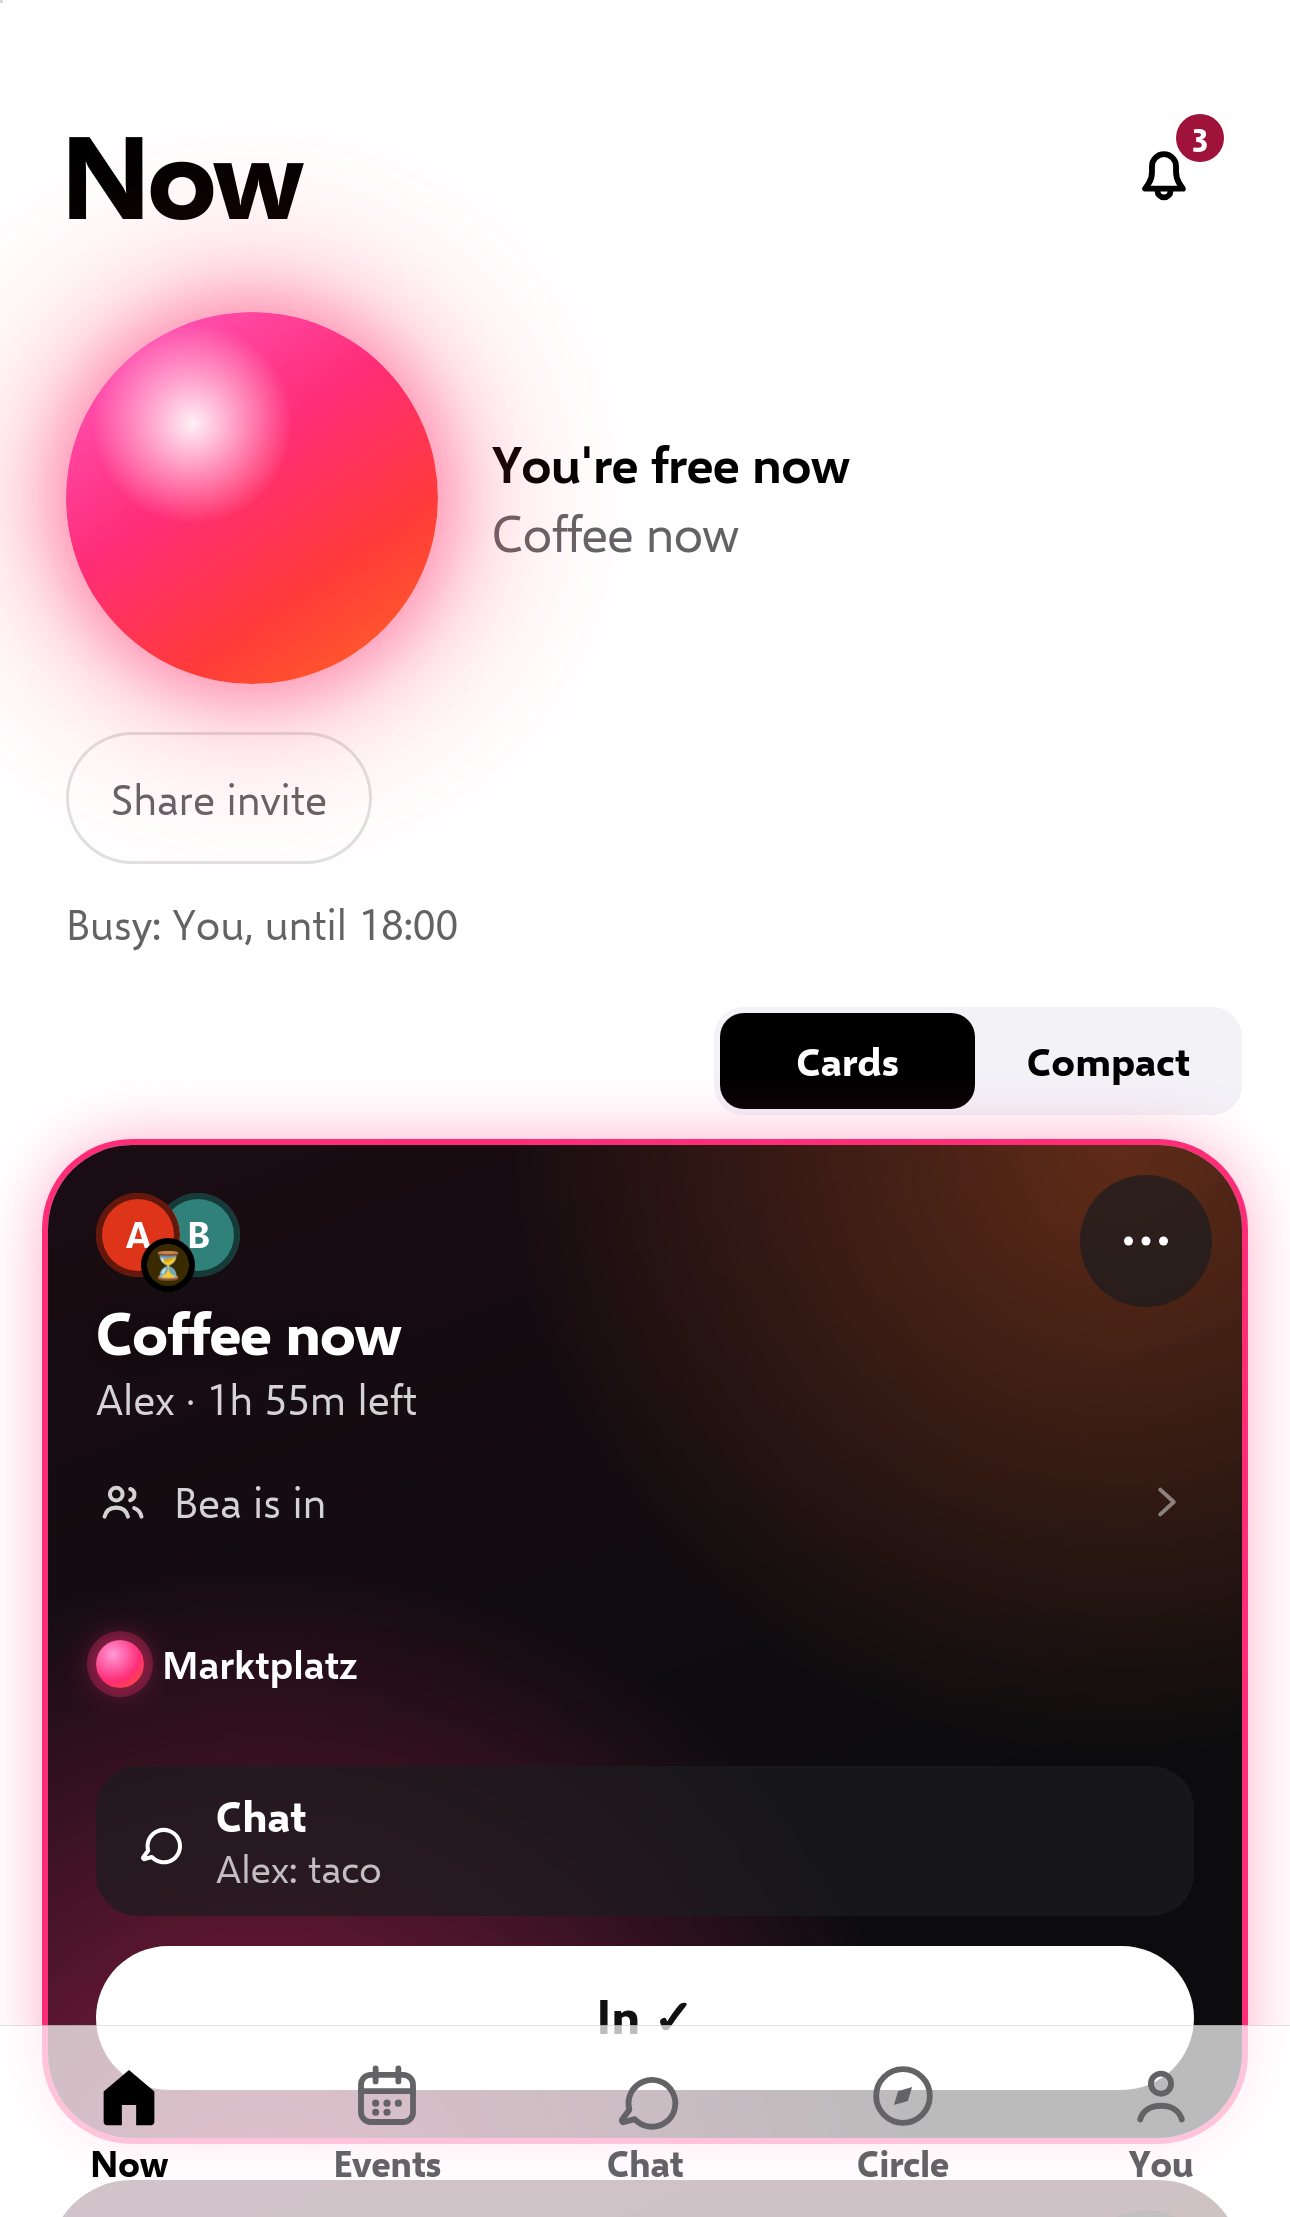 Now
3
You're free now
Coffee now
Share invite
Busy: You, until 18:00
Cards Compact
A B
Coffee now
Alex · 1h 55m left
Bea is in
Marktplatz
Chat
Alex: taco
In ✓
Now Events Chat Circle You